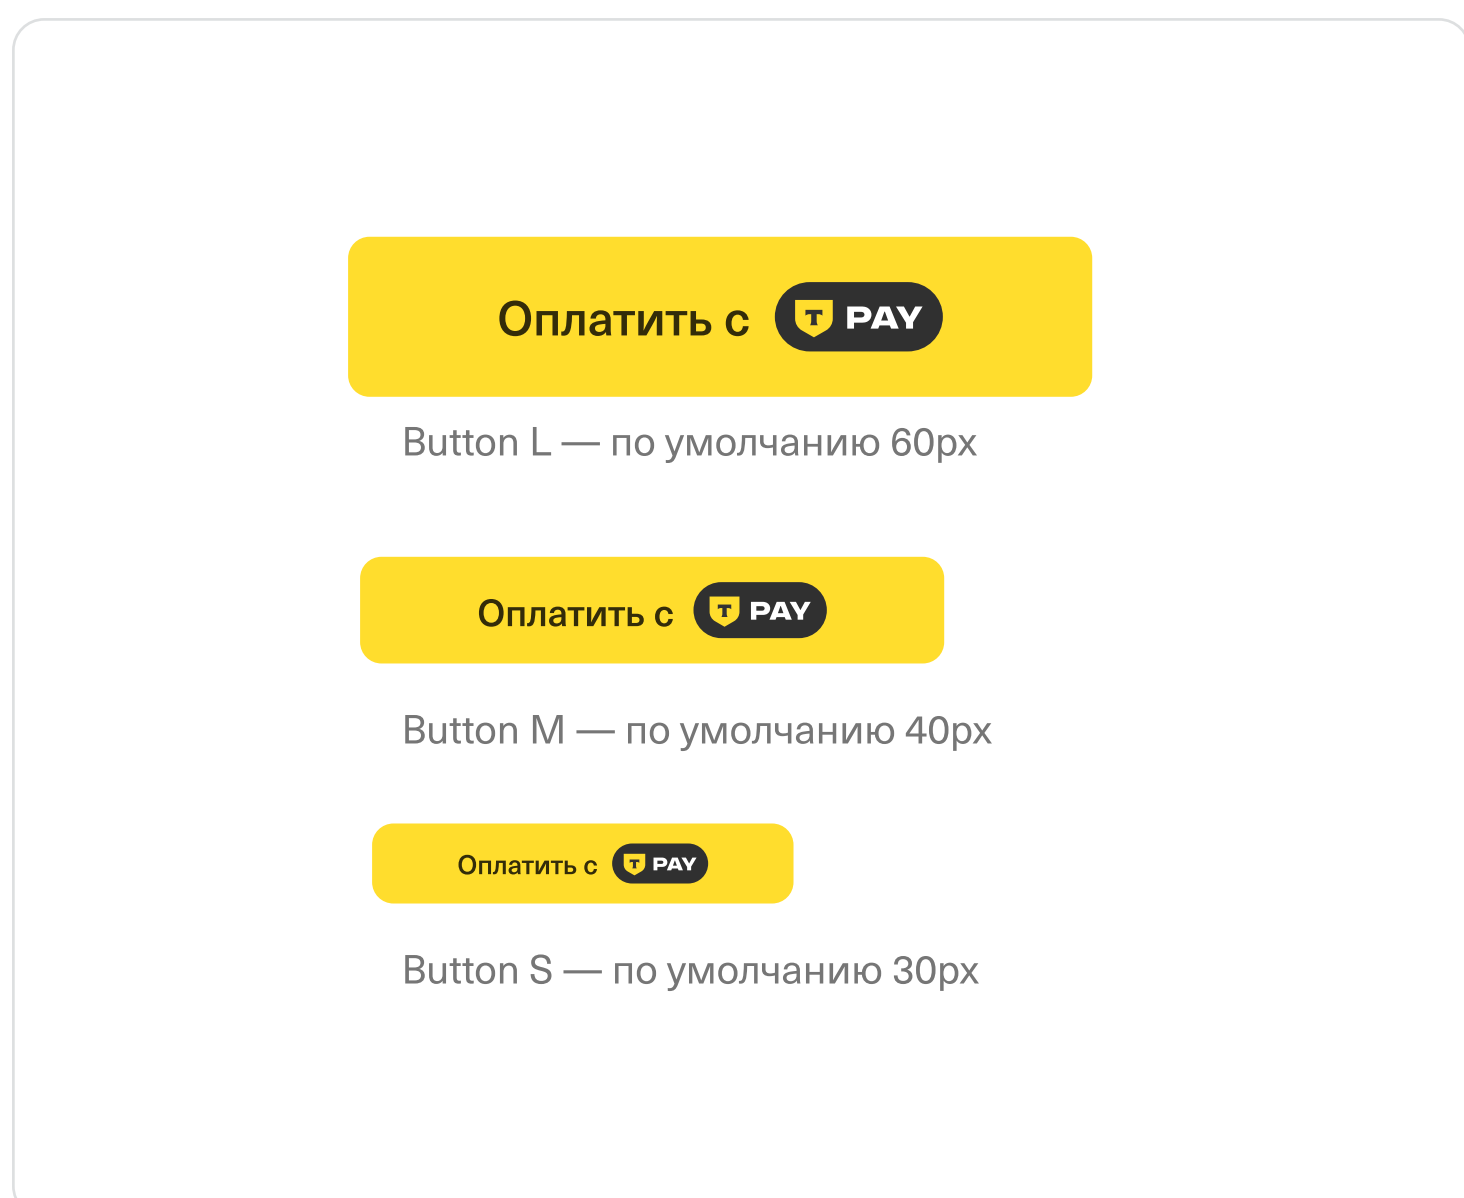 Оплатить с T PAY
Button L — по умолчанию 60px
Оплатить с T PAY
Button M — по умолчанию 40px
Оплатить с T PAY
Button S — по умолчанию 30px